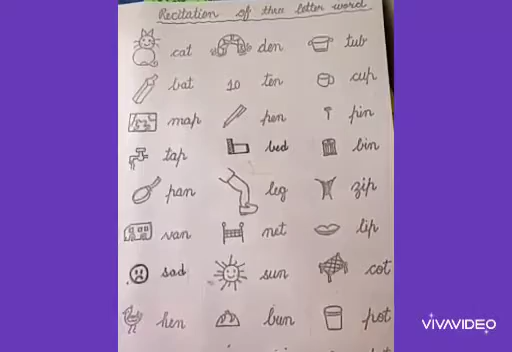 Recitation of three letter word
cat den tub
bat 10 ten cup
map pen pin
tap bed bin
pan leg zip
van net lip
sad sun cot
hen bun pot
VIVAVIDEO